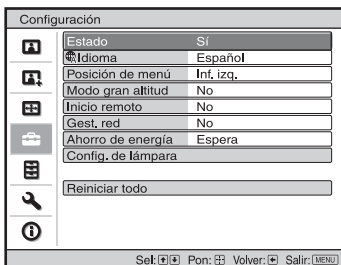 Configuración
Estado Sí
Idioma Español
Posición de menú Inf. izq.
Modo gran altitud No
Inicio remoto No
Gest. red No
Ahorro de energía Espera
Config. de lámpara
Reiniciar todo
Sel: Pon: Volver: Salir: MENU